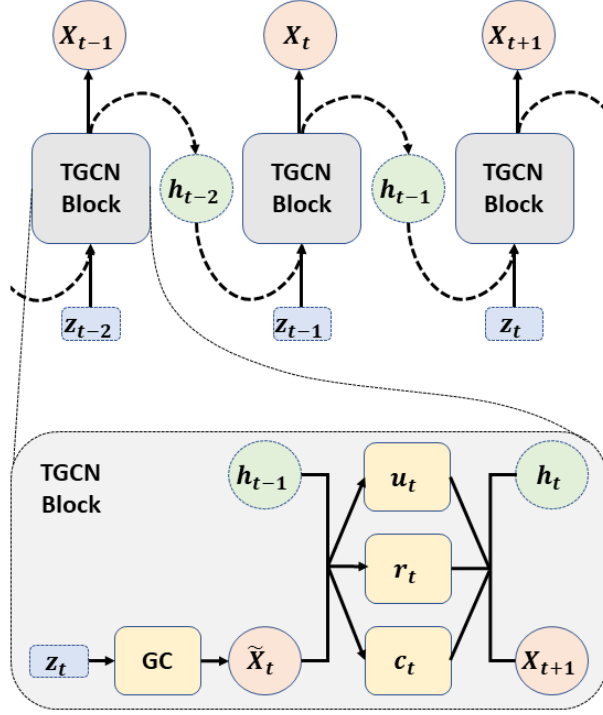 X_{t-1} X_t X_{t+1}
TGCN Block TGCN Block TGCN Block
h_{t-2} h_{t-1}
z_{t-2} z_{t-1} z_t
TGCN
Block
h_{t-1} u_t h_t
r_t
z_t GC X̃_t c_t X_{t+1}